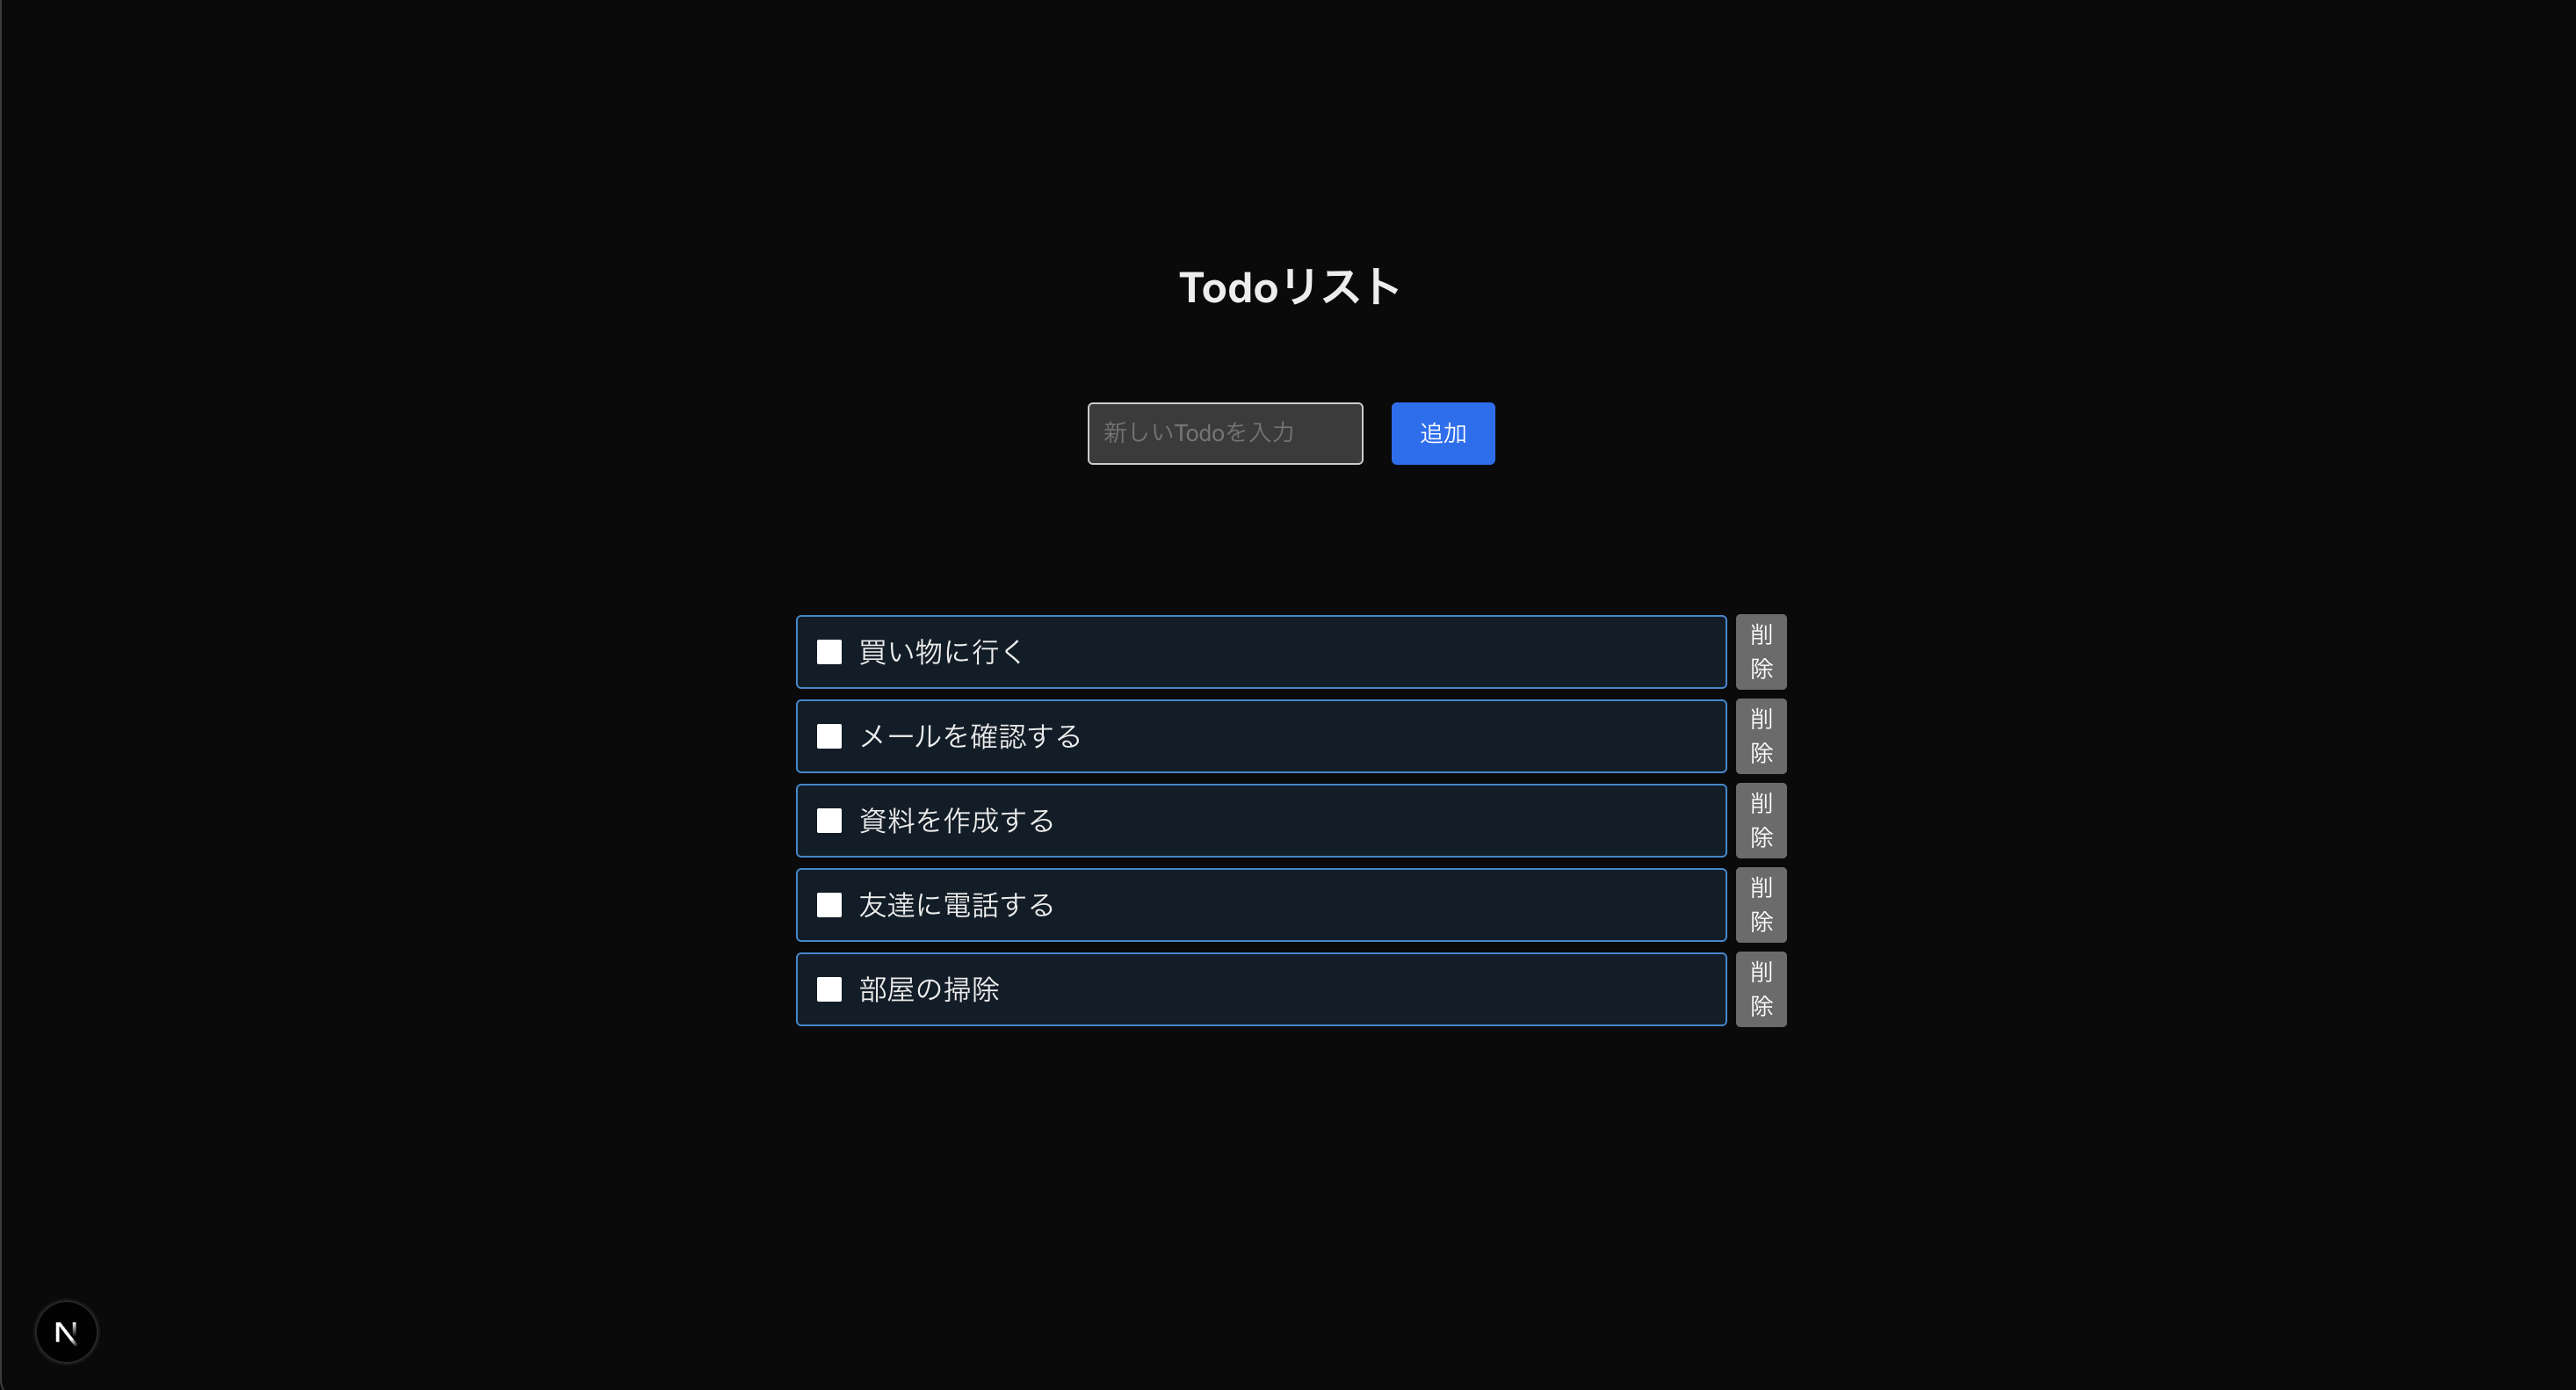 Todoリスト
新しいTodoを入力
追加
買い物に行く
削
除
メールを確認する
削
除
資料を作成する
削
除
友達に電話する
削
除
部屋の掃除
削
除
N